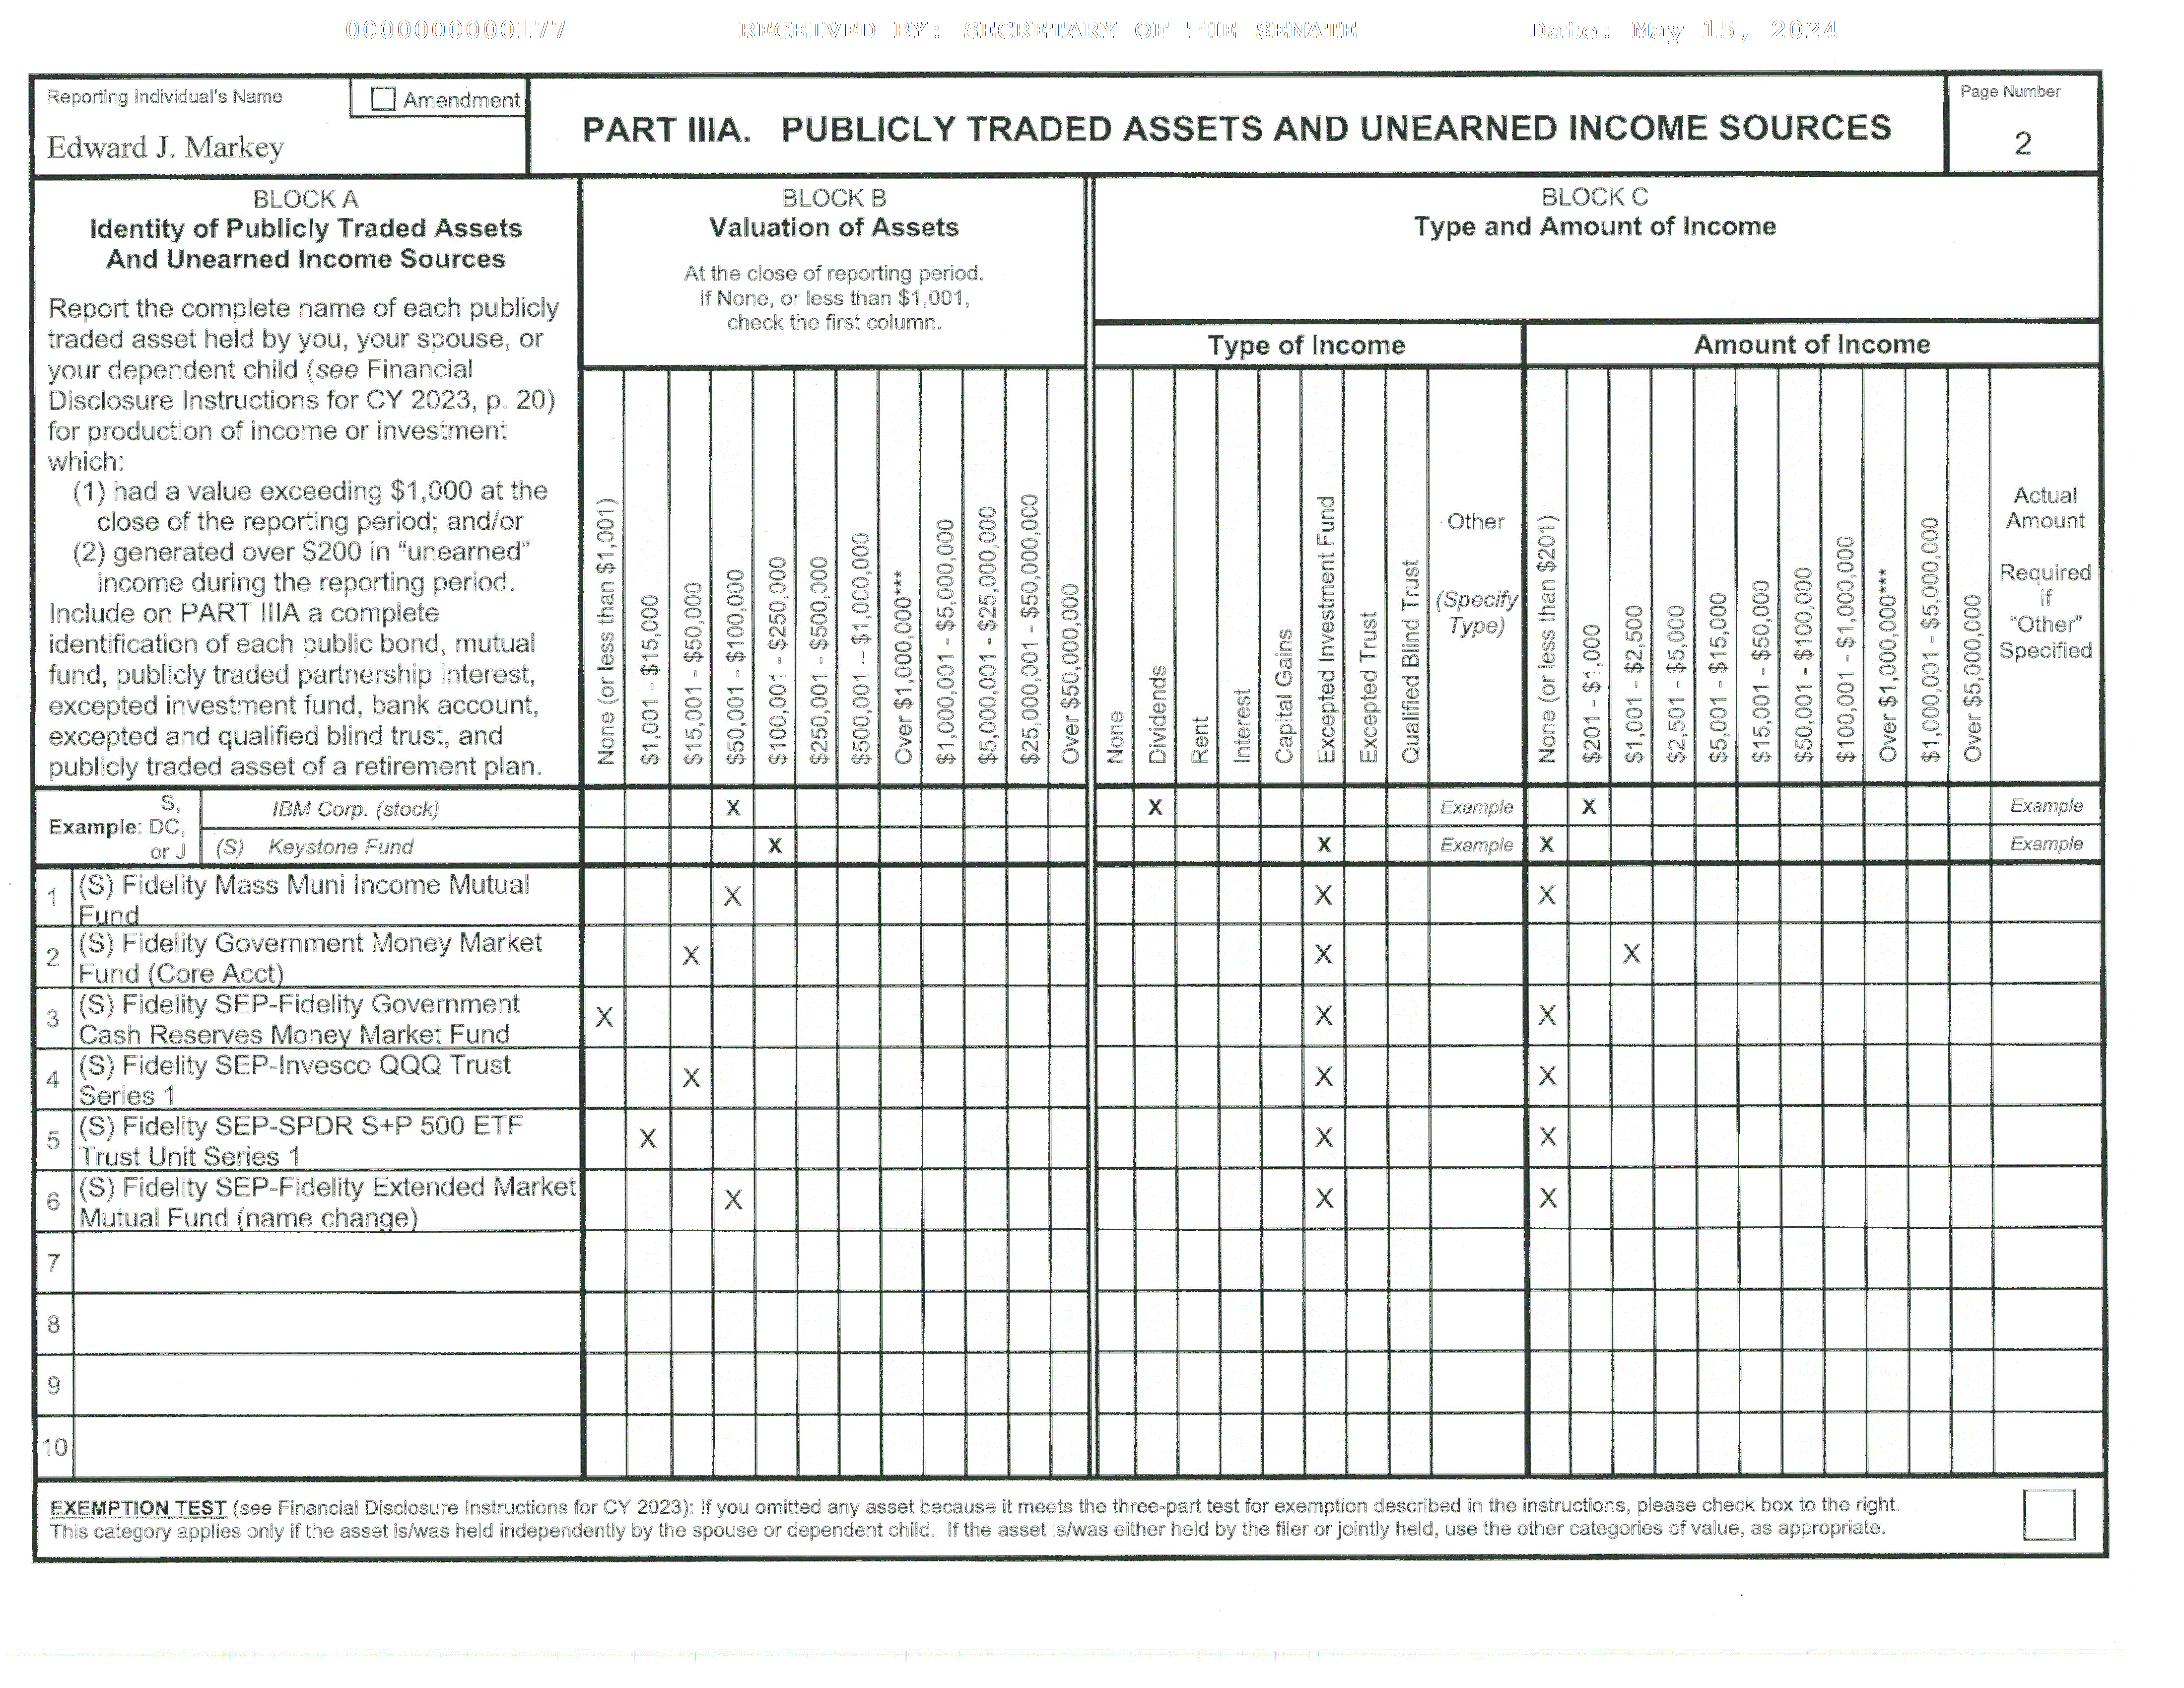 0000000000177 RECEIVED BY: SECRETARY OF THE SENATE Date: May 15, 2024
Reporting Individual's Name
Amendment
Edward J. Markey
PART IIIA. PUBLICLY TRADED ASSETS AND UNEARNED INCOME SOURCES
Page Number
2
BLOCK A
Identity of Publicly Traded Assets
And Unearned Income Sources
Report the complete name of each publicly
traded asset held by you, your spouse, or
your dependent child (see Financial
Disclosure Instructions for CY 2023, p. 20)
for production of income or investment
which:
(1) had a value exceeding $1,000 at the
close of the reporting period; and/or
(2) generated over $200 in “unearned”
income during the reporting period.
Include on PART IIIA a complete
identification of each public bond, mutual
fund, publicly traded partnership interest,
excepted investment fund, bank account,
excepted and qualified blind trust, and
publicly traded asset of a retirement plan.
BLOCK B
Valuation of Assets
At the close of reporting period.
If None, or less than $1,001,
check the first column.
None (or less than $1,001)
$1,001 - $15,000
$15,001 - $50,000
$50,001 - $100,000
$100,001 - $250,000
$250,001 - $500,000
$500,001 – $1,000,000
Over $1,000,000***
$1,000,001 - $5,000,000
$5,000,001 - $25,000,000
$25,000,001 - $50,000,000
Over $50,000,000
BLOCK C
Type and Amount of Income
Type of Income
None
Dividends
Rent
Interest
Capital Gains
Excepted Investment Fund
Excepted Trust
Qualified Blind Trust
Other
(Specify
Type)
Amount of Income
None (or less than $201)
$201 - $1,000
$1,001 - $2,500
$2,501 - $5,000
$5,001 - $15,000
$15,001 - $50,000
$50,001 - $100,000
$100,001 - $1,000,000
Over $1,000,000***
$1,000,001 - $5,000,000
Over $5,000,000
Actual
Amount
Required
if
“Other”
Specified
Example: S, DC, or J
IBM Corp. (stock) X X Example X Example
(S) Keystone Fund X X Example X Example
1 (S) Fidelity Mass Muni Income Mutual
Fund X X X
2 (S) Fidelity Government Money Market
Fund (Core Acct) X X X
3 (S) Fidelity SEP-Fidelity Government
Cash Reserves Money Market Fund X X X
4 (S) Fidelity SEP-Invesco QQQ Trust
Series 1 X X X
5 (S) Fidelity SEP-SPDR S+P 500 ETF
Trust Unit Series 1 X X X
6 (S) Fidelity SEP-Fidelity Extended Market
Mutual Fund (name change) X X X
7
8
9
10
EXEMPTION TEST (see Financial Disclosure Instructions for CY 2023): If you omitted any asset because it meets the three-part test for exemption described in the instructions, please check box to the right.
This category applies only if the asset is/was held independently by the spouse or dependent child. If the asset is/was either held by the filer or jointly held, use the other categories of value, as appropriate.